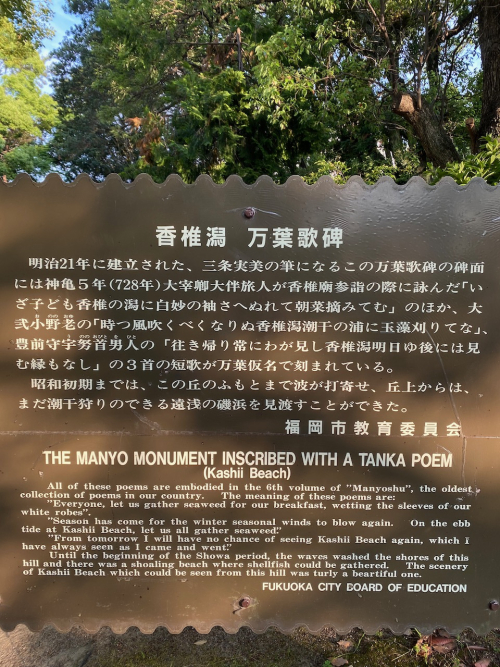 香椎潟 万葉歌碑
明治21年に建立された、三条実美の筆になるこの万葉歌碑の碑面
には神亀5年(728年)大宰卿大伴旅人が香椎廟参詣の際に詠んだ「い
ざ子ども香椎の潟に白妙の袖さへぬれて朝菜摘みてむ」のほか、大
弐小野老の「時つ風吹くべくなりぬ香椎潟潮干の浦に玉藻刈りてな」、
豊前守宇努首男人の「往き帰り常にわが見し香椎潟明日ゆ後には見
む縁もなし」の3首の短歌が万葉仮名で刻まれている。
昭和初期までは、この丘のふもとまで波が打寄せ、丘上からは、
まだ潮干狩りのできる遠浅の磯浜を見渡すことができた。
福岡市教育委員会
THE MANYO MONUMENT INSCRIBED WITH A TANKA POEM
(Kashii Beach)
All of these poems are embodied in the 6th volume of "Manyoshu", the oldest
collection of poems in our country. The meaning of these poems are:
"Everyone, let us gather seaweed for our breakfast, wetting the sleeves of our
white robes".
"Season has come for the winter seasonal winds to blow again. On the ebb
tide at Kashii Beach, let us all gather seaweed."
"From tomorrow I will have no chance of seeing Kashii Beach again, which I
have always seen as I came and went."
Until the beginning of the Showa period, the waves washed the shores of this
hill and there was a shoaling beach where shellfish could be gathered. The scenery
of Kashii Beach which could be seen from this hill was turly a beartiful one.
FUKUOKA CITY BOARD OF EDUCATION